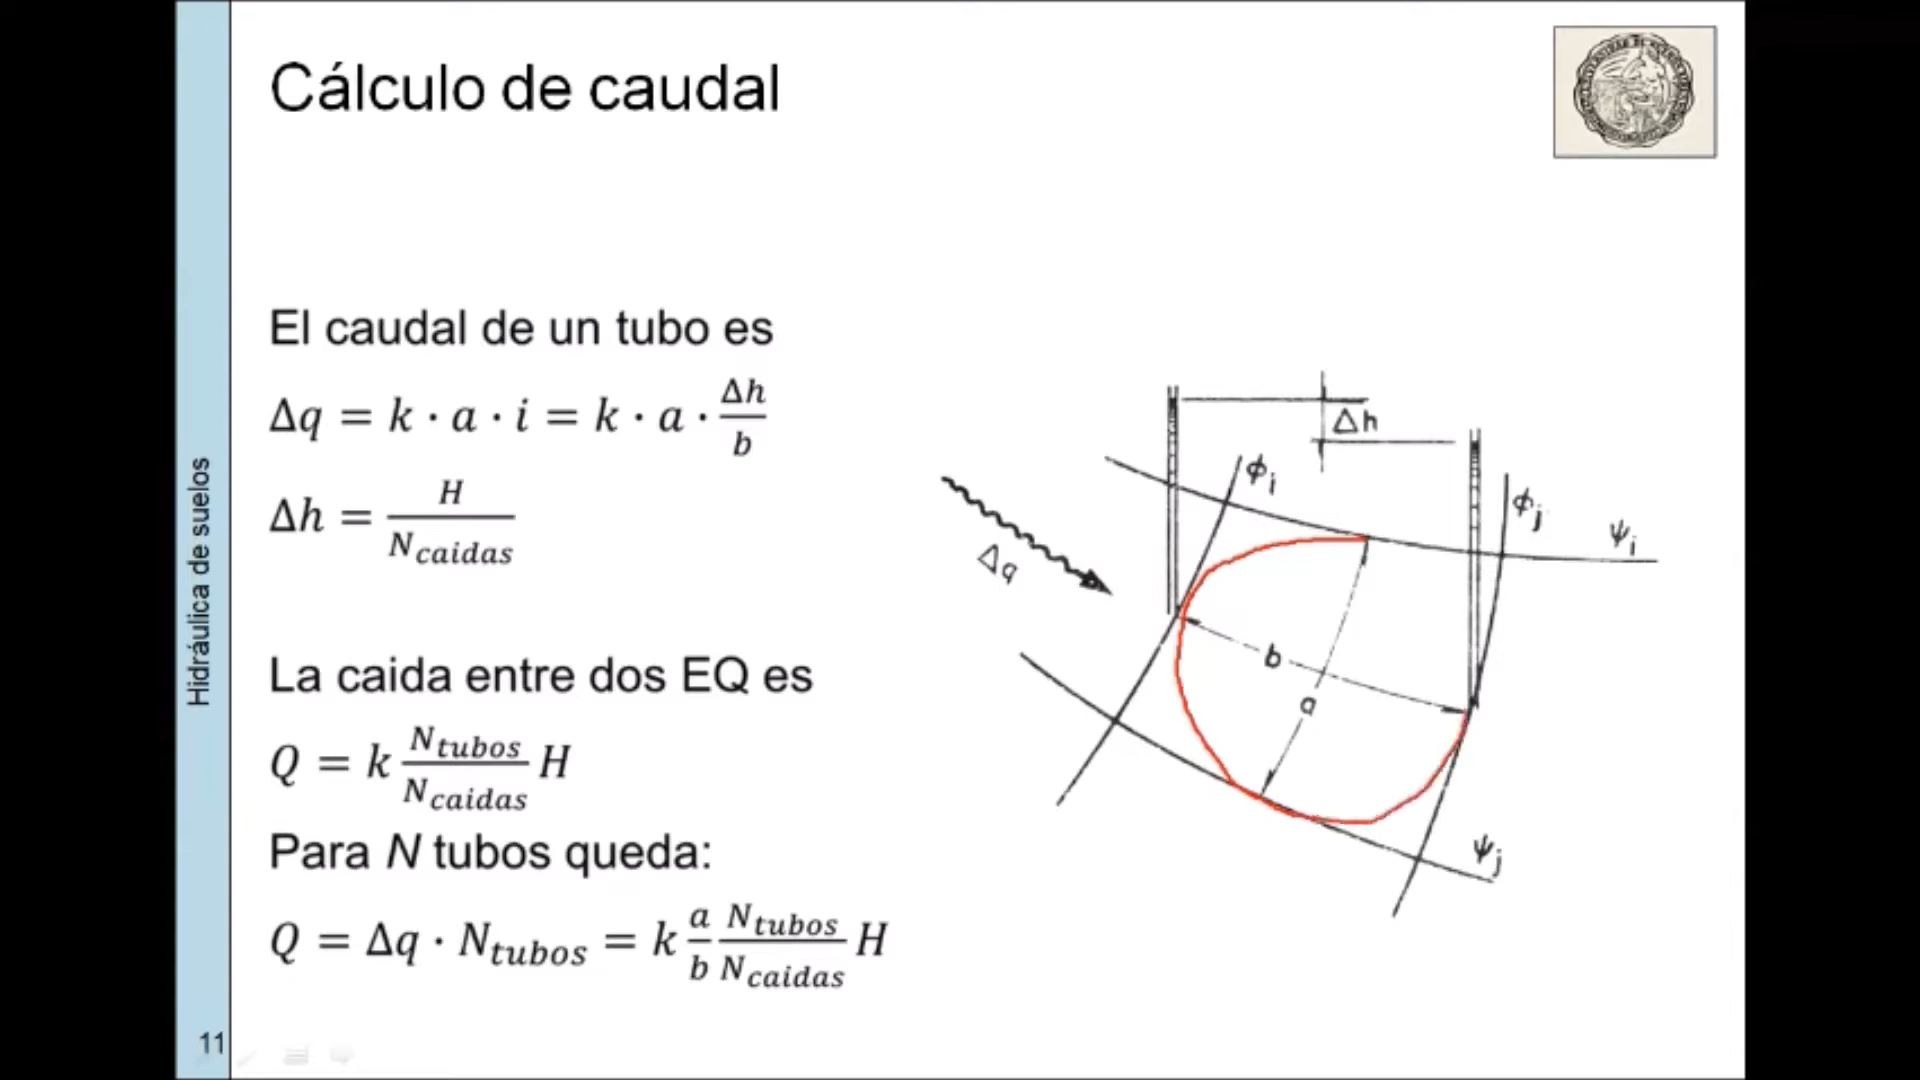 Cálculo de caudal
El caudal de un tubo es
Δq = k · a · i = k · a · Δh/b
Δh = H/N_caidas
La caida entre dos EQ es
Q = k N_tubos/N_caidas H
Para N tubos queda:
Q = Δq · N_tubos = k a/b N_tubos/N_caidas H
Δh
ϕi
ϕj
ψi
Δq
b
a
ψj
Hidráulica de suelos
11